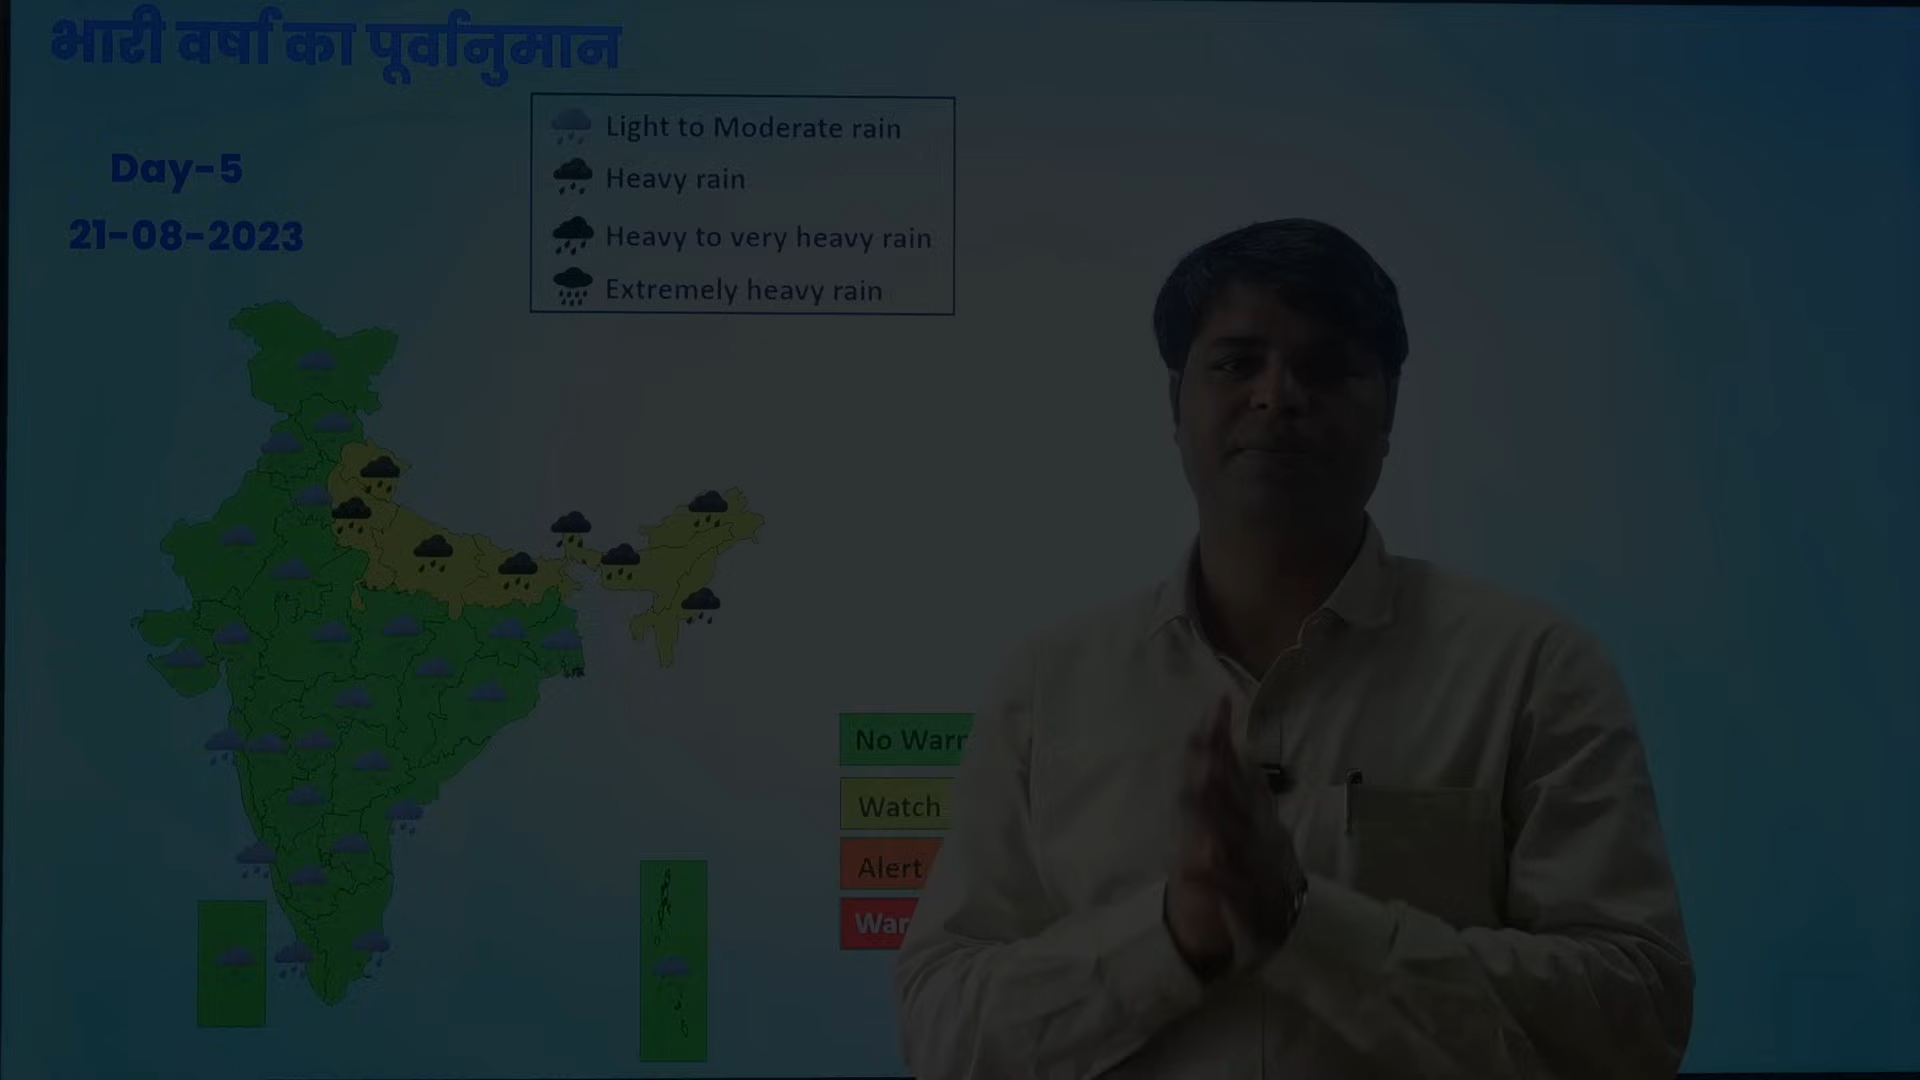 भारी वर्षा का पूर्वानुमान
Day-5
21-08-2023
Light to Moderate rain
Heavy rain
Heavy to very heavy rain
Extremely heavy rain
No Warn
Watch
Alert
War